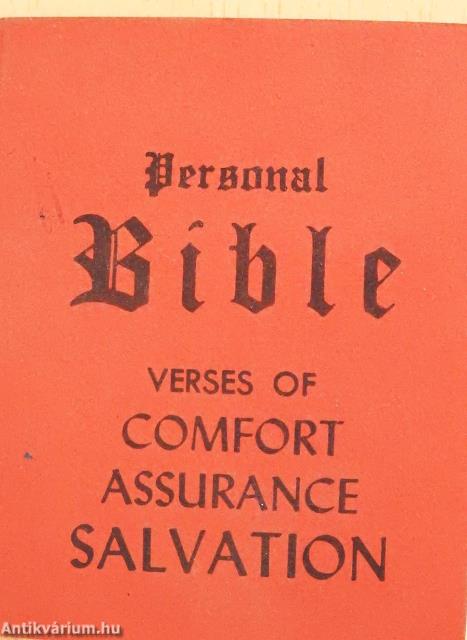 Personal
Bible
VERSES OF
COMFORT
ASSURANCE
SALVATION
Antikvárium.hu